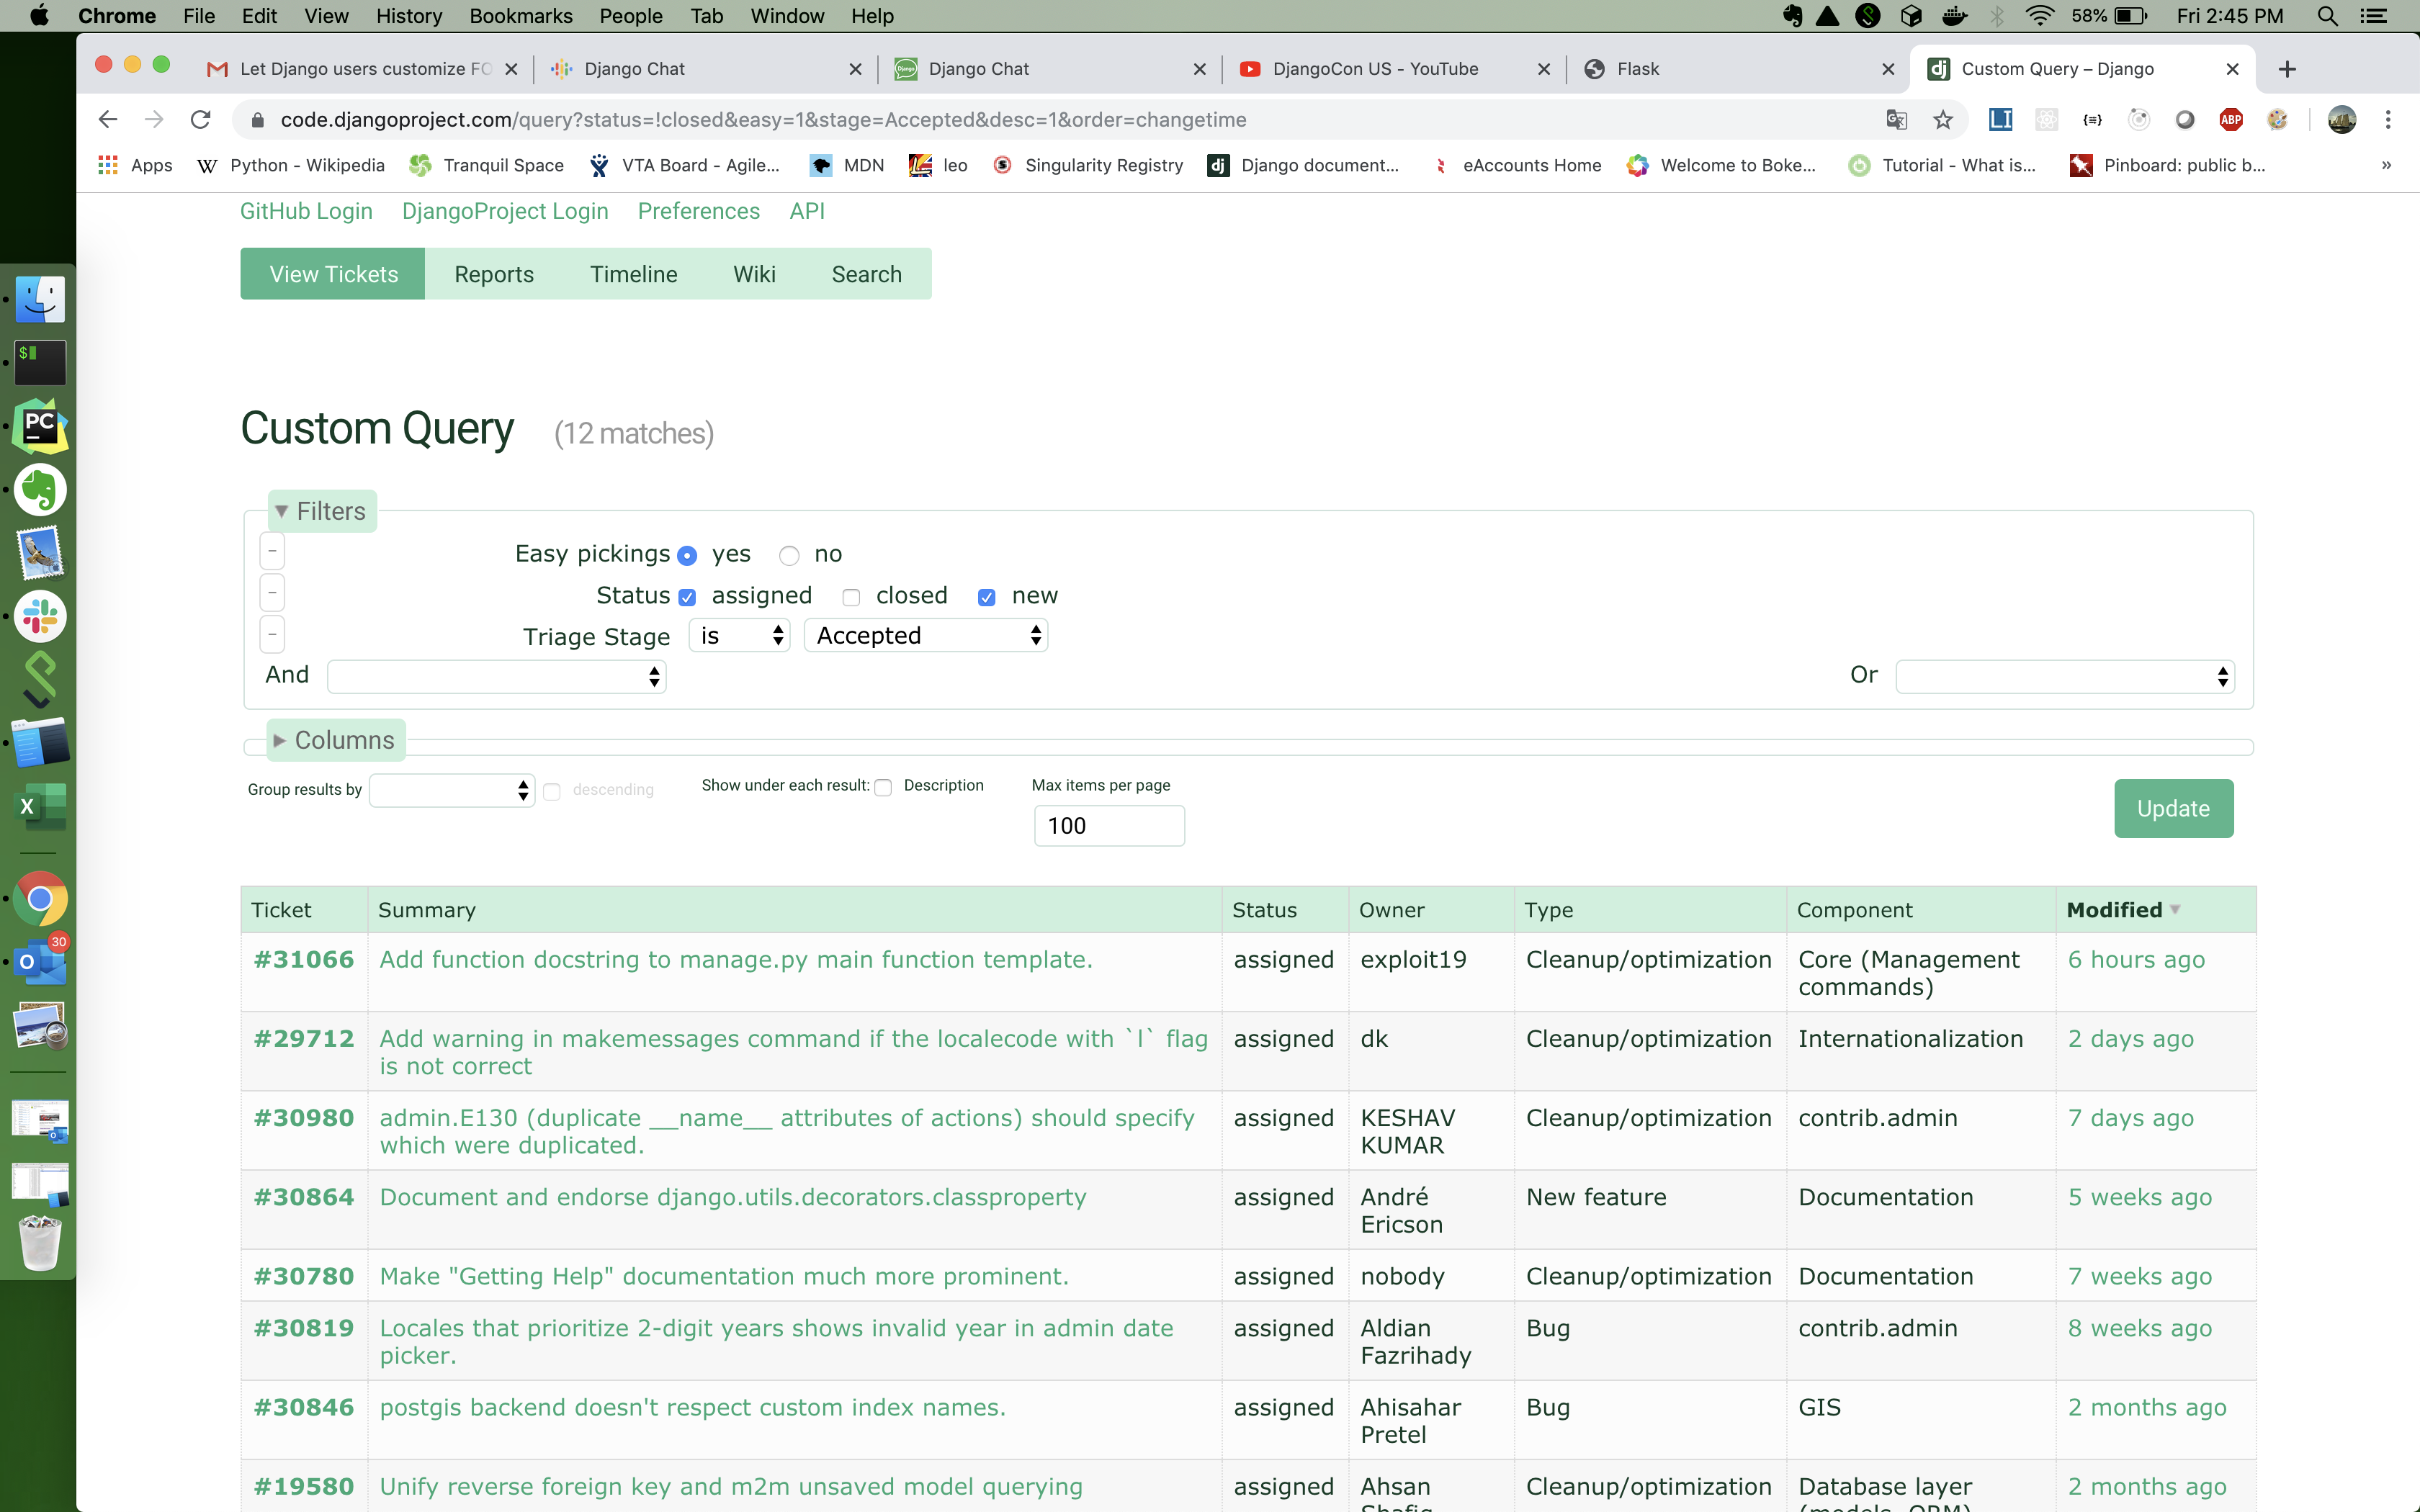 Chrome File Edit View History Bookmarks People Tab Window Help 58% Fri 2:45 PM
Let Django users customize FO Django Chat Django Chat DjangoCon US - YouTube Flask Custom Query – Django
code.djangoproject.com/query?status=!closed&easy=1&stage=Accepted&desc=1&order=changetime
Apps Python - Wikipedia Tranquil Space VTA Board - Agile... MDN leo Singularity Registry Django document... eAccounts Home Welcome to Boke... Tutorial - What is... Pinboard: public b... »
GitHub Login DjangoProject Login Preferences API
View Tickets Reports Timeline Wiki Search
Custom Query (12 matches)
Filters
Easy pickings yes no
Status assigned closed new
Triage Stage is Accepted
And Or
Columns
Group results by descending Show under each result: Description Max items per page
100
Update
Ticket Summary Status Owner Type Component Modified
#31066 Add function docstring to manage.py main function template. assigned exploit19 Cleanup/optimization Core (Management 6 hours ago
commands)
#29712 Add warning in makemessages command if the localecode with `l` flag assigned dk Cleanup/optimization Internationalization 2 days ago
is not correct
#30980 admin.E130 (duplicate __name__ attributes of actions) should specify assigned KESHAV Cleanup/optimization contrib.admin 7 days ago
which were duplicated. KUMAR
#30864 Document and endorse django.utils.decorators.classproperty assigned André New feature Documentation 5 weeks ago
Ericson
#30780 Make "Getting Help" documentation much more prominent. assigned nobody Cleanup/optimization Documentation 7 weeks ago
#30819 Locales that prioritize 2-digit years shows invalid year in admin date assigned Aldian Bug contrib.admin 8 weeks ago
picker. Fazrihady
#30846 postgis backend doesn't respect custom index names. assigned Ahisahar Bug GIS 2 months ago
Pretel
#19580 Unify reverse foreign key and m2m unsaved model querying assigned Ahsan Cleanup/optimization Database layer 2 months ago